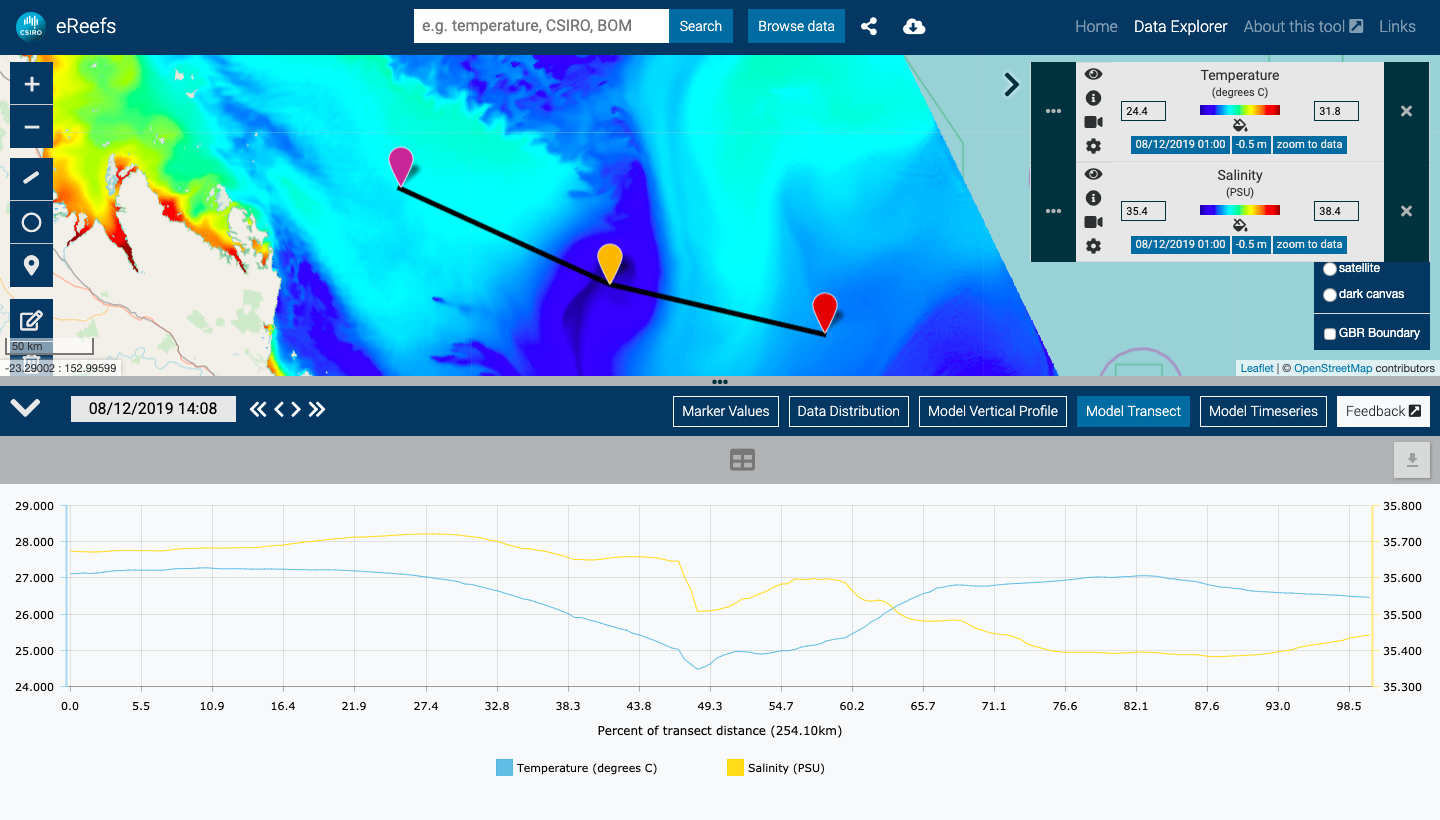 CSIRO
eReefs
e.g. temperature, CSIRO, BOM
Search
Browse data
Home
Data Explorer
About this tool
Links
+
−
50 km
-23.29002 : 152.99599
Temperature
(degrees C)
24.4
31.8
08/12/2019 01:00
-0.5 m
zoom to data
Salinity
(PSU)
35.4
38.4
08/12/2019 01:00
-0.5 m
zoom to data
satellite
dark canvas
GBR Boundary
Leaflet | © OpenStreetMap contributors
08/12/2019 14:08
Marker Values
Data Distribution
Model Vertical Profile
Model Transect
Model Timeseries
Feedback
29.000
28.000
27.000
26.000
25.000
24.000
35.800
35.700
35.600
35.500
35.400
35.300
0.0 5.5 10.9 16.4 21.9 27.4 32.8 38.3 43.8 49.3 54.7 60.2 65.7 71.1 76.6 82.1 87.6 93.0 98.5
Percent of transect distance (254.10km)
Temperature (degrees C)
Salinity (PSU)